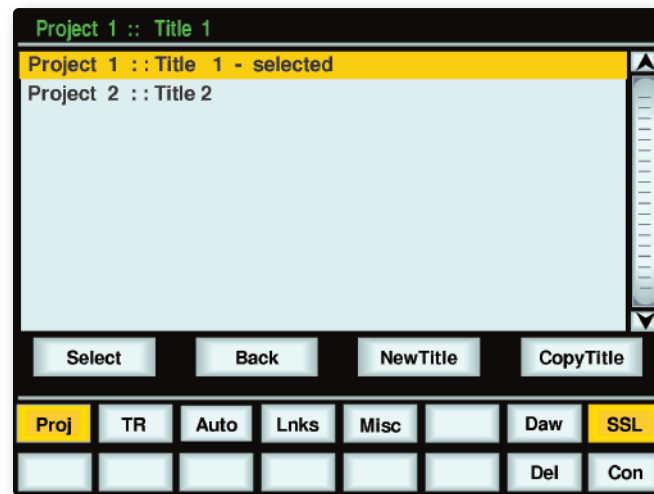 Project 1 :: Title 1
Project 1 :: Title 1 - selected
Project 2 :: Title 2
Select Back NewTitle CopyTitle
Proj TR Auto Lnks Misc Daw SSL
Del Con